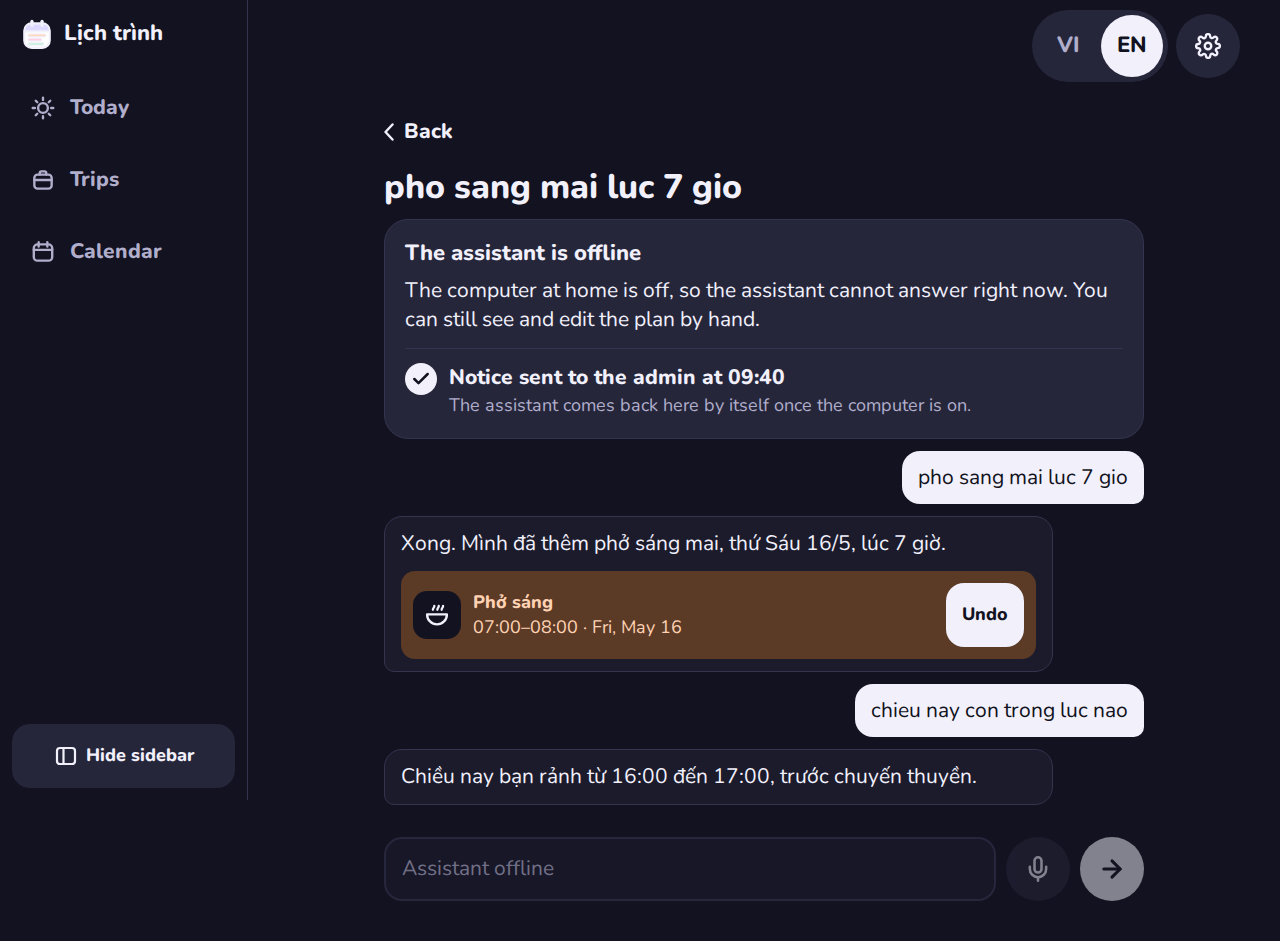 Lịch trình
VI
EN
Today
Trips
Calendar
Hide sidebar
Back
pho sang mai luc 7 gio
The assistant is offline
The computer at home is off, so the assistant cannot answer right now. You
can still see and edit the plan by hand.
Notice sent to the admin at 09:40
The assistant comes back here by itself once the computer is on.
pho sang mai luc 7 gio
Xong. Mình đã thêm phở sáng mai, thứ Sáu 16/5, lúc 7 giờ.
Phở sáng
07:00–08:00 · Fri, May 16
Undo
chieu nay con trong luc nao
Chiều nay bạn rảnh từ 16:00 đến 17:00, trước chuyến thuyền.
Assistant offline